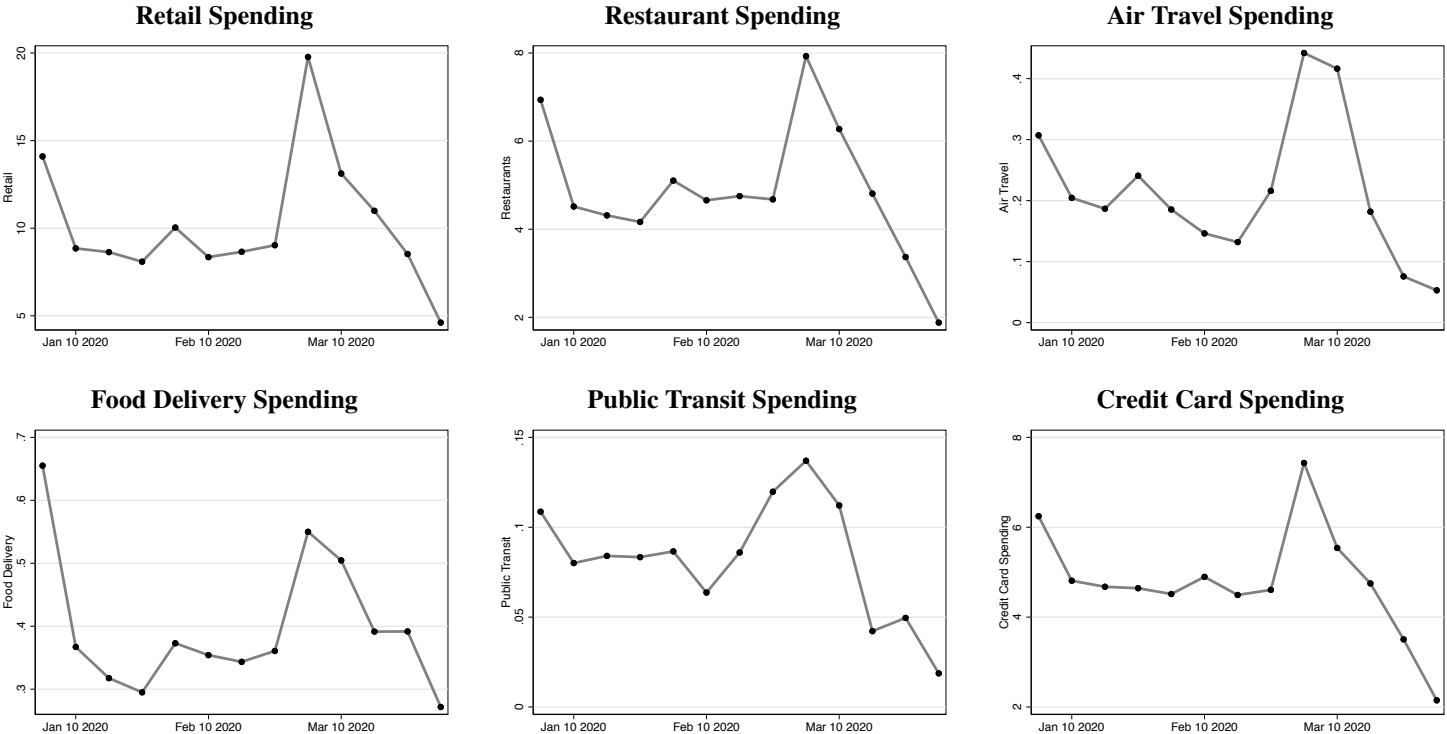 Retail Spending
Retail
20
15
10
5
Jan 10 2020 Feb 10 2020 Mar 10 2020
Restaurant Spending
Restaurants
8
6
4
2
Jan 10 2020 Feb 10 2020 Mar 10 2020
Air Travel Spending
Air Travel
.4
.3
.2
.1
0
Jan 10 2020 Feb 10 2020 Mar 10 2020
Food Delivery Spending
Food Delivery
.7
.6
.5
.4
.3
Jan 10 2020 Feb 10 2020 Mar 10 2020
Public Transit Spending
Public Transit
.15
.1
.05
0
Jan 10 2020 Feb 10 2020 Mar 10 2020
Credit Card Spending
Credit Card Spending
8
6
4
2
Jan 10 2020 Feb 10 2020 Mar 10 2020